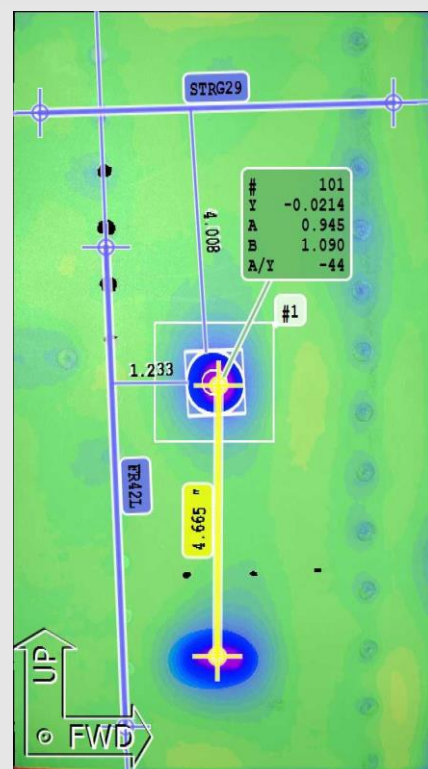 STRG29
# 101
Y -0.0214
A 0.945
B 1.090
A/Y -44
4.008
#1
1.233
FR42L
4.665 "
UP
FWD